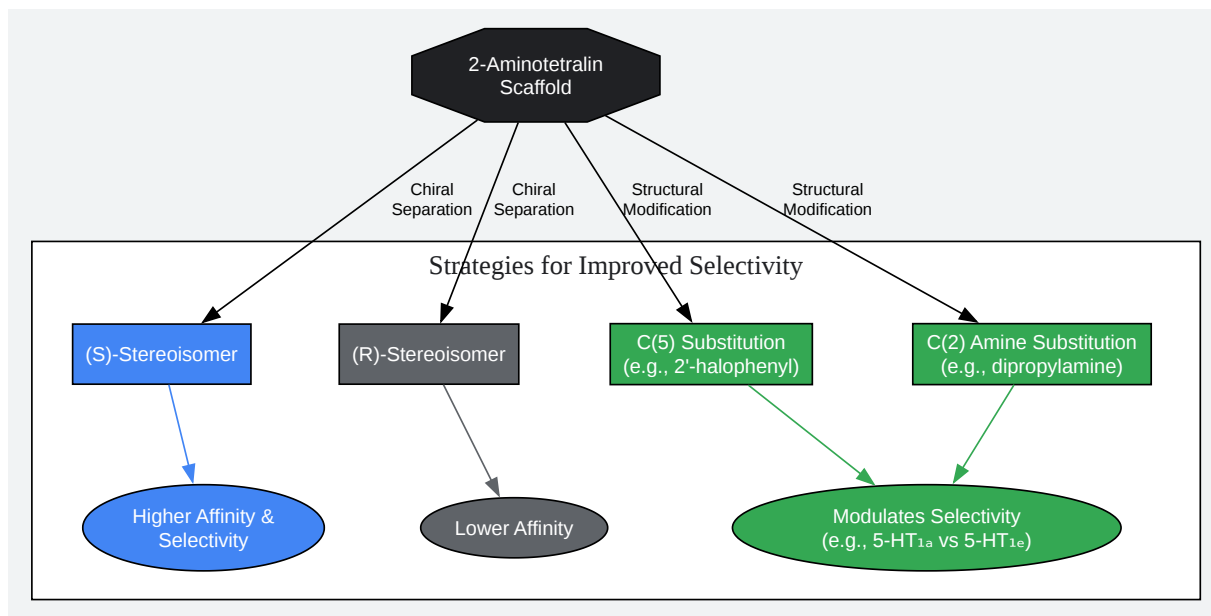 2-Aminotetralin
Scaffold
Chiral
Separation
Chiral
Separation
Structural
Modification
Structural
Modification
Strategies for Improved Selectivity
(S)-Stereoisomer
(R)-Stereoisomer
C(5) Substitution
(e.g., 2'-halophenyl)
C(2) Amine Substitution
(e.g., dipropylamine)
Higher Affinity &
Selectivity
Lower Affinity
Modulates Selectivity
(e.g., 5-HT₁ₐ vs 5-HT₁ₑ)